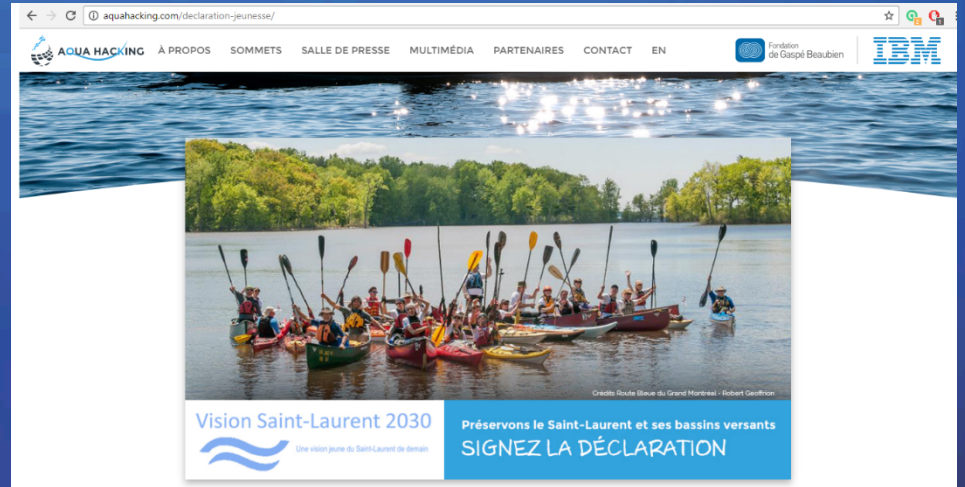 aquahacking.com/declaration-jeunesse/
AQUA HACKING À PROPOS SOMMETS SALLE DE PRESSE MULTIMÉDIA PARTENAIRES CONTACT EN
Fondation
de Gaspé Beaubien
IBM
Crédits Route Bleue du Grand Montréal - Robert Geoffrion
Vision Saint-Laurent 2030
Une vision jeune du Saint-Laurent de demain
Préservons le Saint-Laurent et ses bassins versants
SIGNEZ LA DÉCLARATION